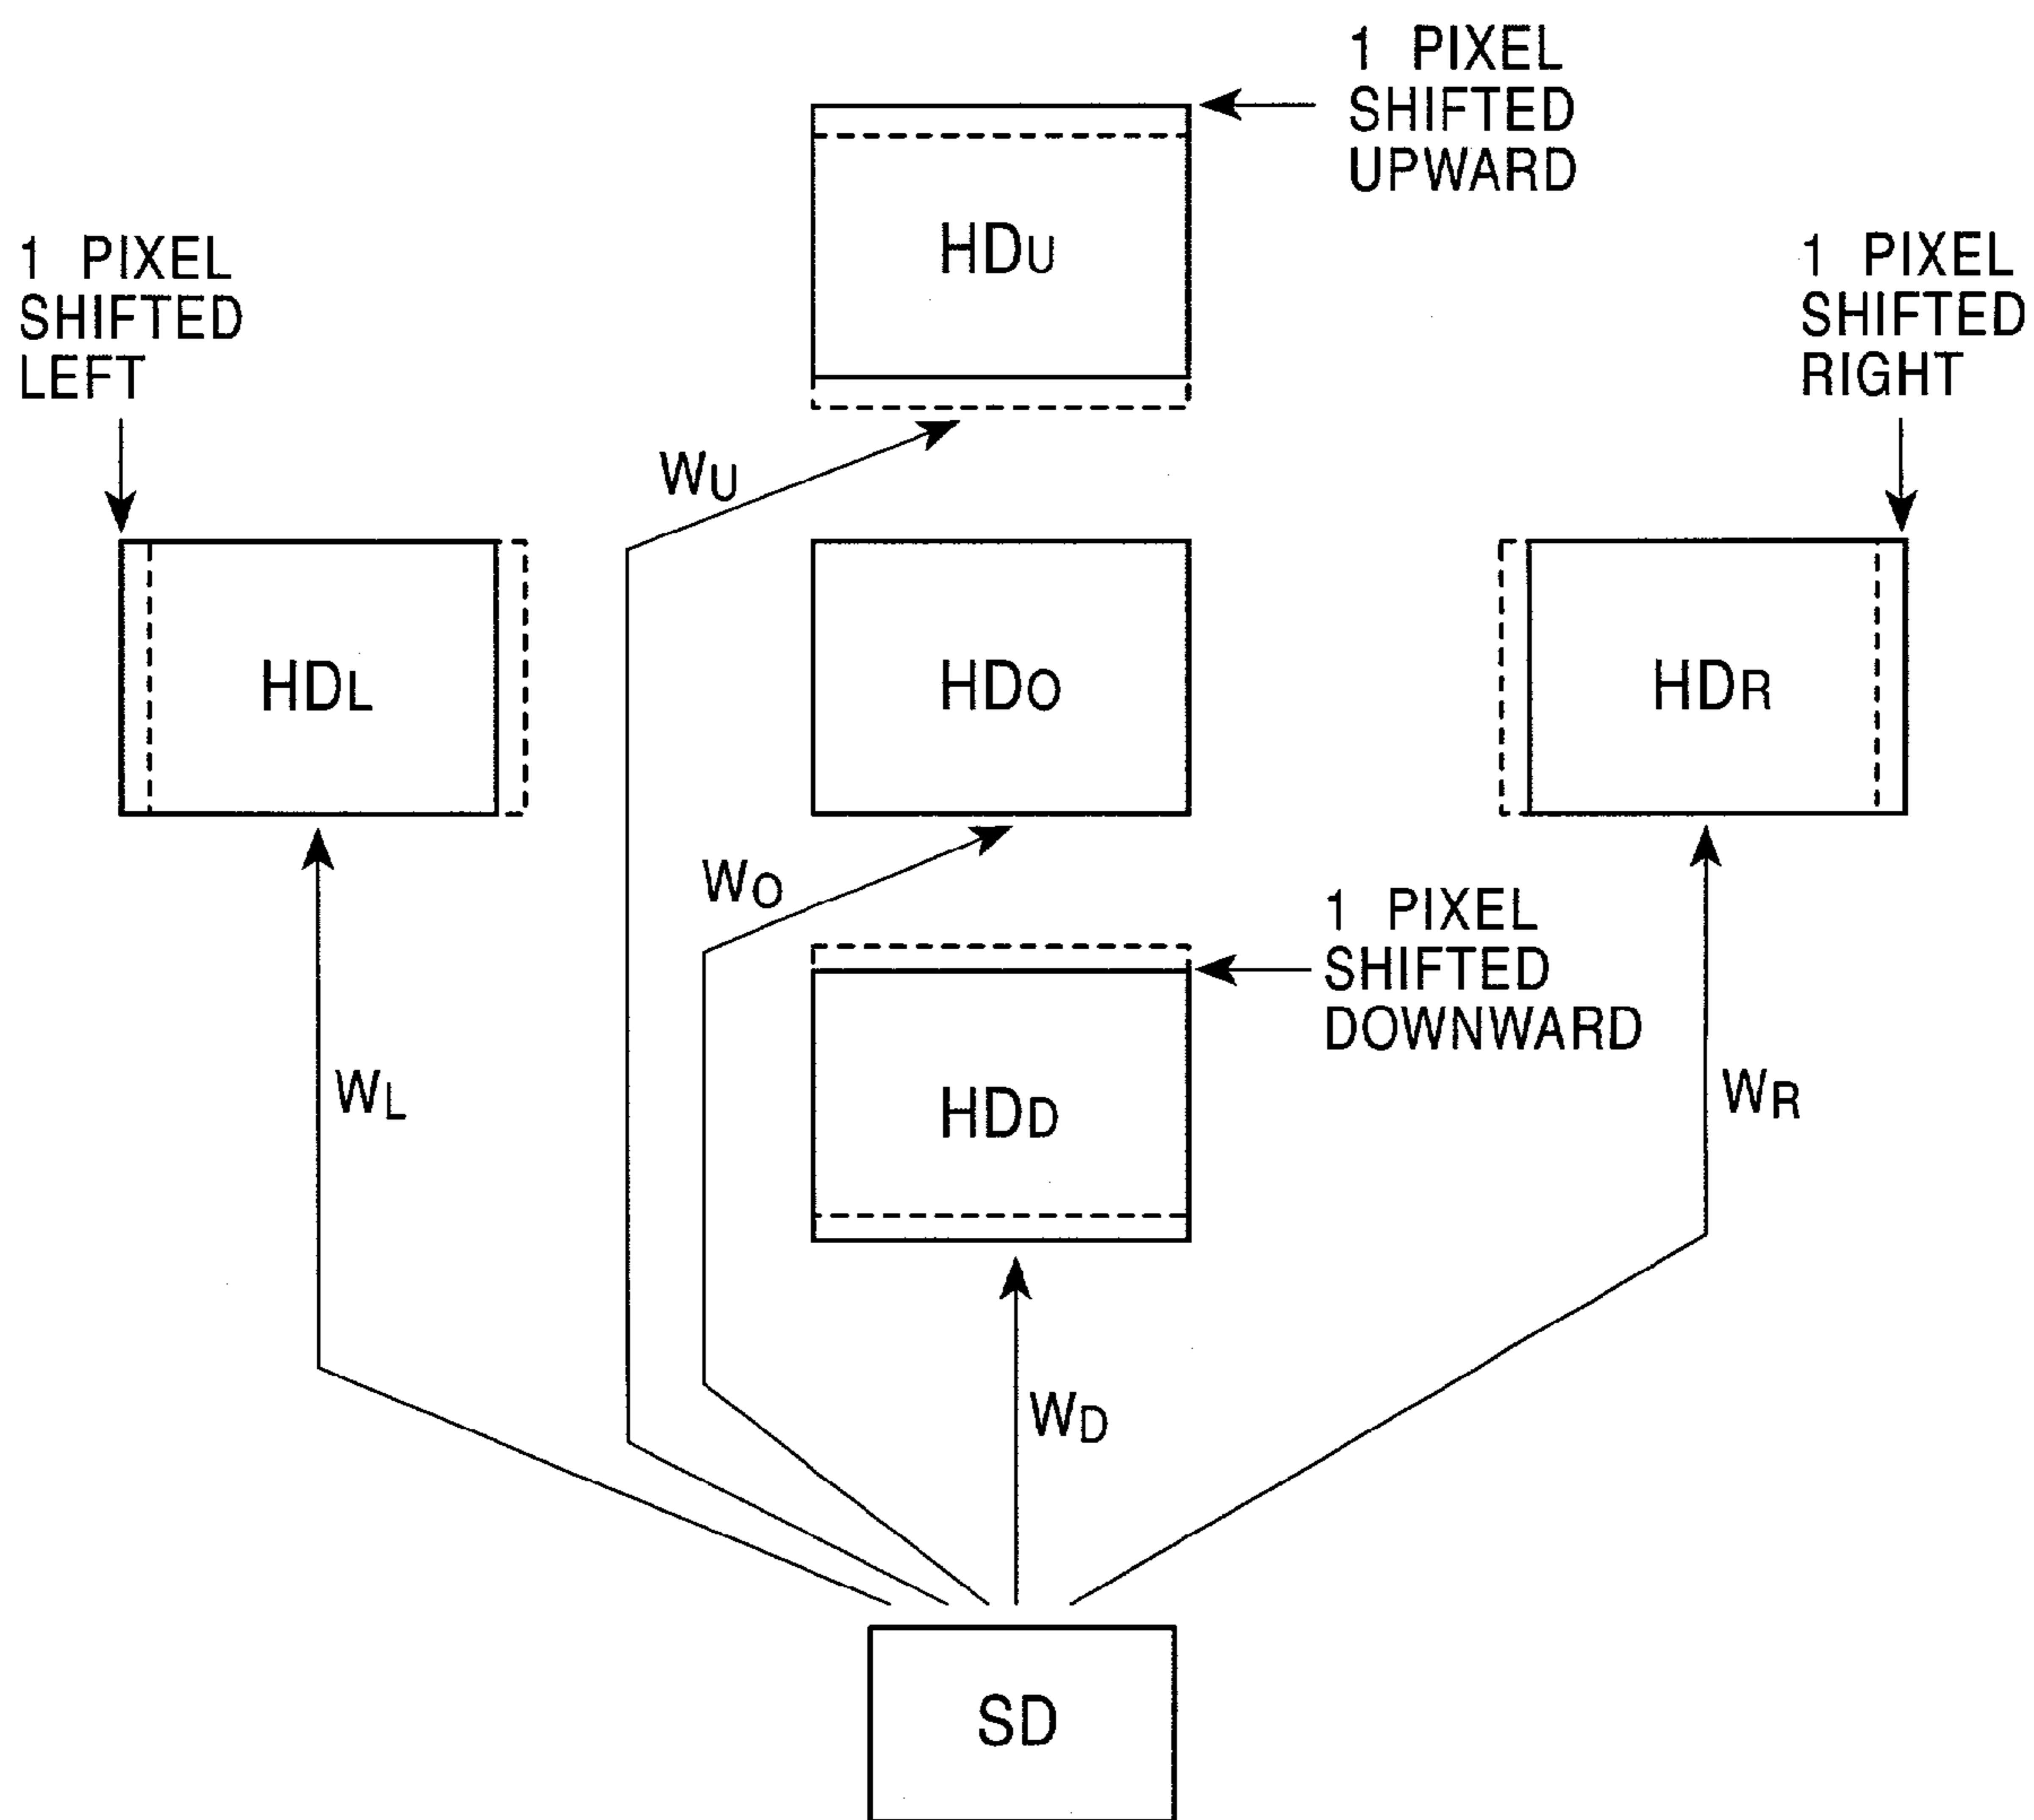 1 PIXEL
SHIFTED
UPWARD
HDU
1 PIXEL
SHIFTED
LEFT
1 PIXEL
SHIFTED
RIGHT
WU
HDL
HDO
HDR
WO
1 PIXEL
SHIFTED
DOWNWARD
WL
HDD
WR
WD
SD